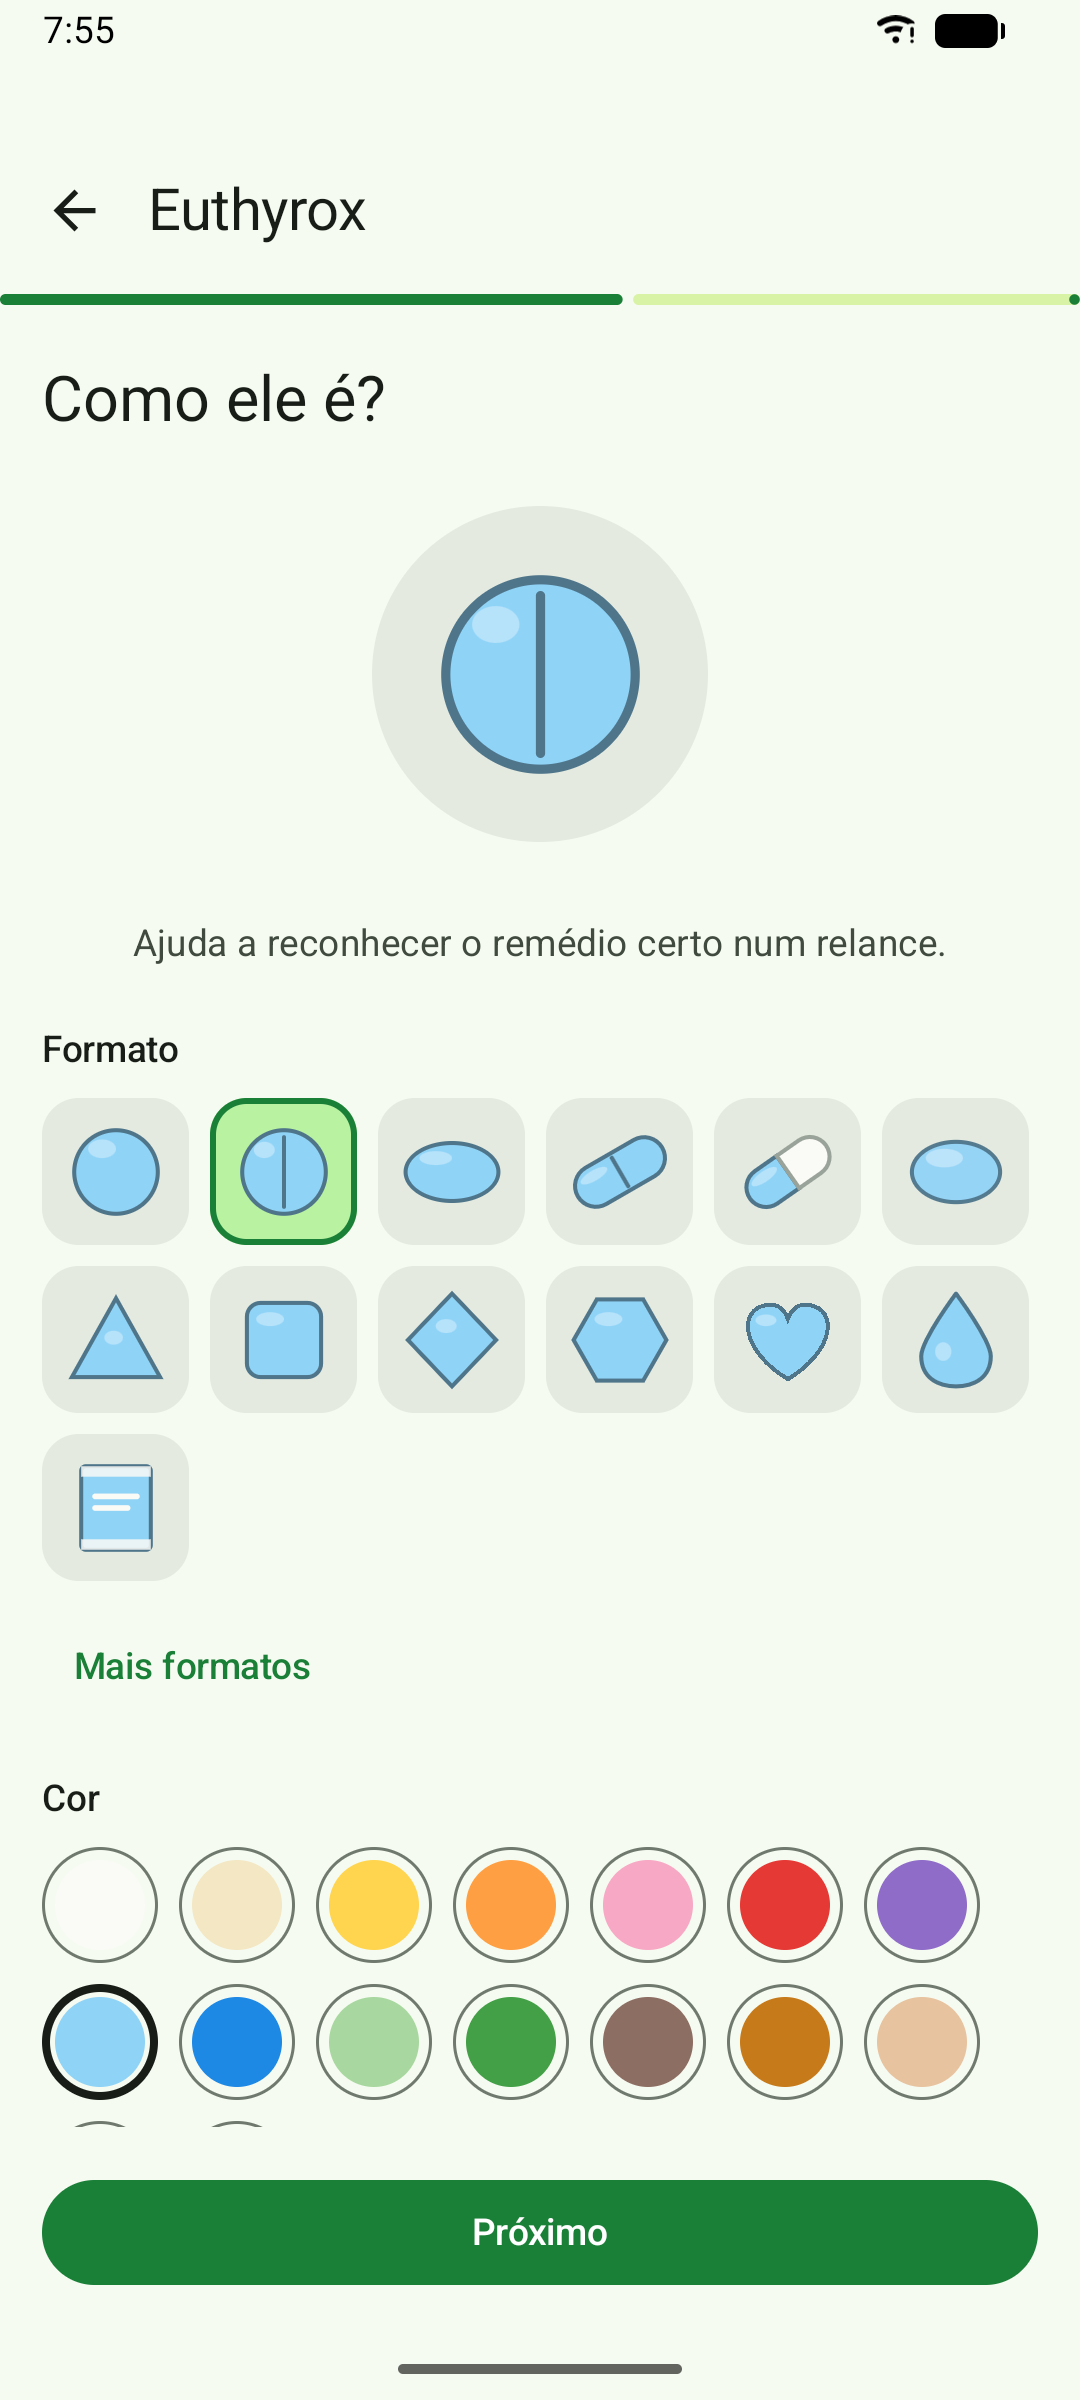 7:55
Euthyrox
Como ele é?
Ajuda a reconhecer o remédio certo num relance.
Formato
Mais formatos
Cor
Próximo